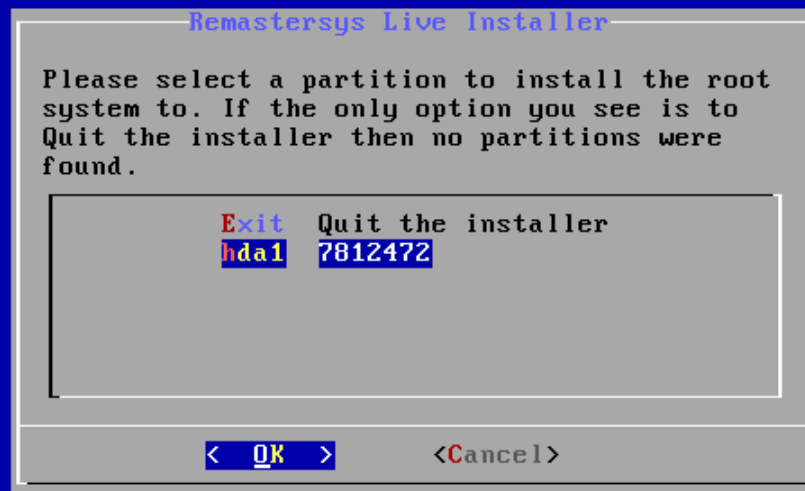 Remastersys Live Installer
Please select a partition to install the root
system to. If the only option you see is to
Quit the installer then no partitions were
found.
Exit Quit the installer
hda1 7812472
< OK > <Cancel>